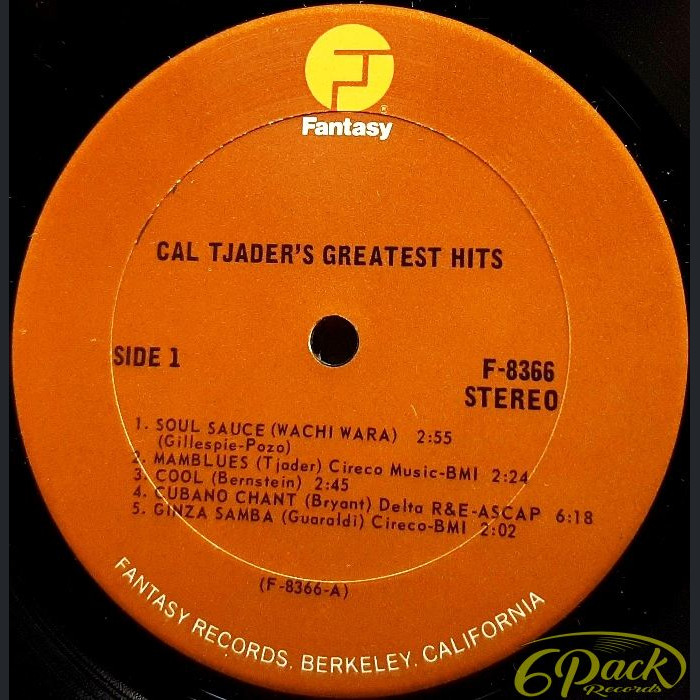 Fantasy
CAL TJADER'S GREATEST HITS
SIDE 1
F-8366
STEREO
1. SOUL SAUCE (WACHI WARA) 2:55
(Gillespie-Pozo)
2. MAMBLUES (Tjader) Cireco Music-BMI 2:24
3. COOL (Bernstein) 2:45
4. CUBANO CHANT (Bryant) Delta R&E-ASCAP 6:18
5. GINZA SAMBA (Guaraldi) Cireco-BMI 2:02
(F-8366-A)
FANTASY RECORDS, BERKELEY, CALIFORNIA
6Pack
Records